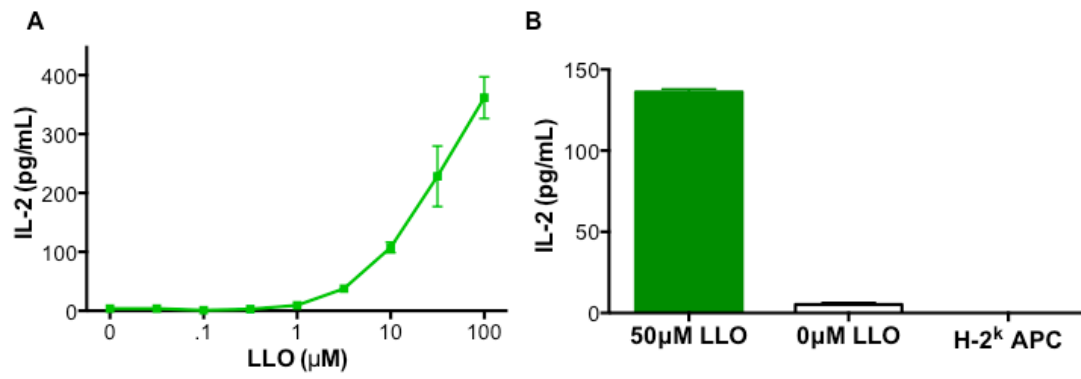 A
IL-2 (pg/mL)
400
300
200
100
0
0
.1
1
10
100
LLO (µM)
B
IL-2 (pg/mL)
150
100
50
0
50µM LLO
0µM LLO
H-2ᵏ APC